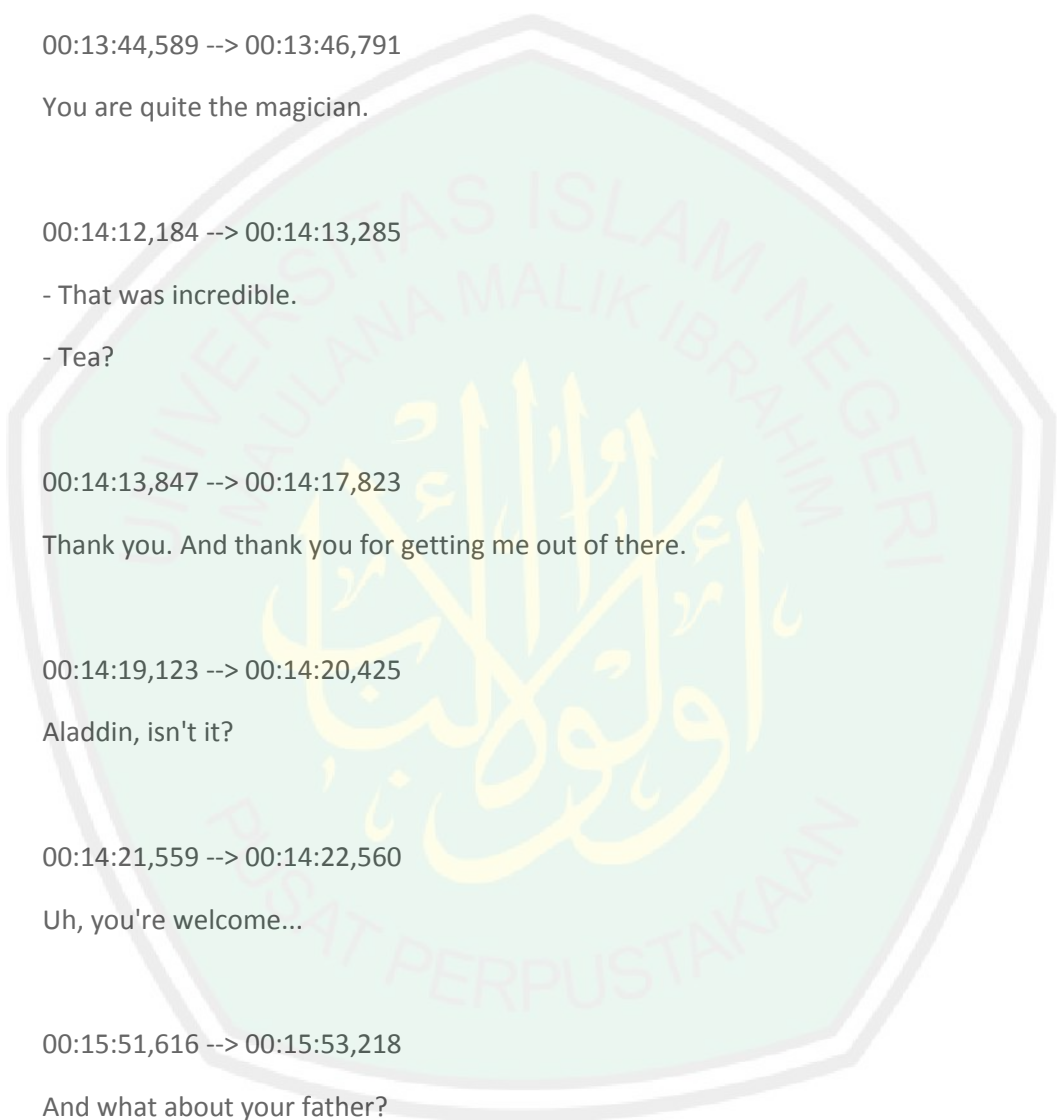 00:13:44,589 --> 00:13:46,791
You are quite the magician.
00:14:12,184 --> 00:14:13,285
- That was incredible.
- Tea?
00:14:13,847 --> 00:14:17,823
Thank you. And thank you for getting me out of there.
00:14:19,123 --> 00:14:20,425
Aladdin, isn't it?
00:14:21,559 --> 00:14:22,560
Uh, you're welcome...
00:15:51,616 --> 00:15:53,218
And what about your father?
UNIVERSITAS ISLAM NEGERI
MAULANA MALIK IBRAHIM
PUSAT PERPUSTAKAAN